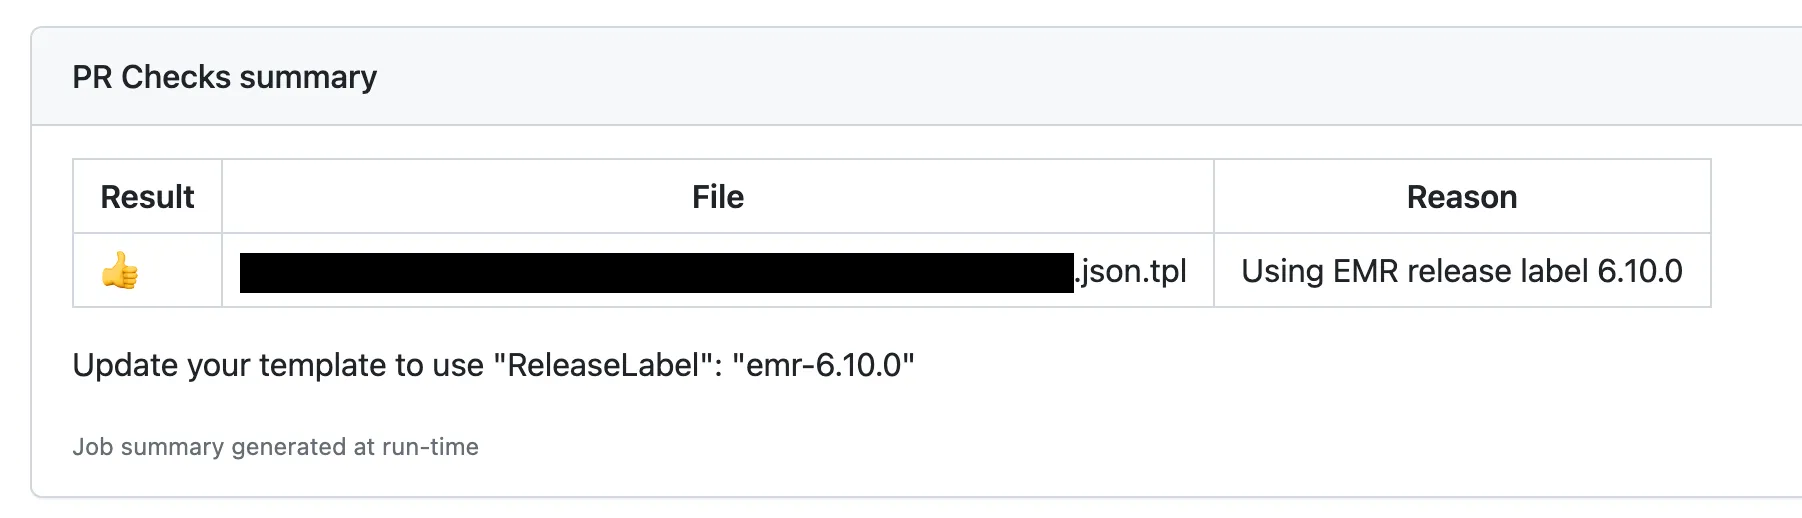 PR Checks summary
Result File Reason
👍 .json.tpl Using EMR release label 6.10.0
Update your template to use "ReleaseLabel": "emr-6.10.0"
Job summary generated at run-time